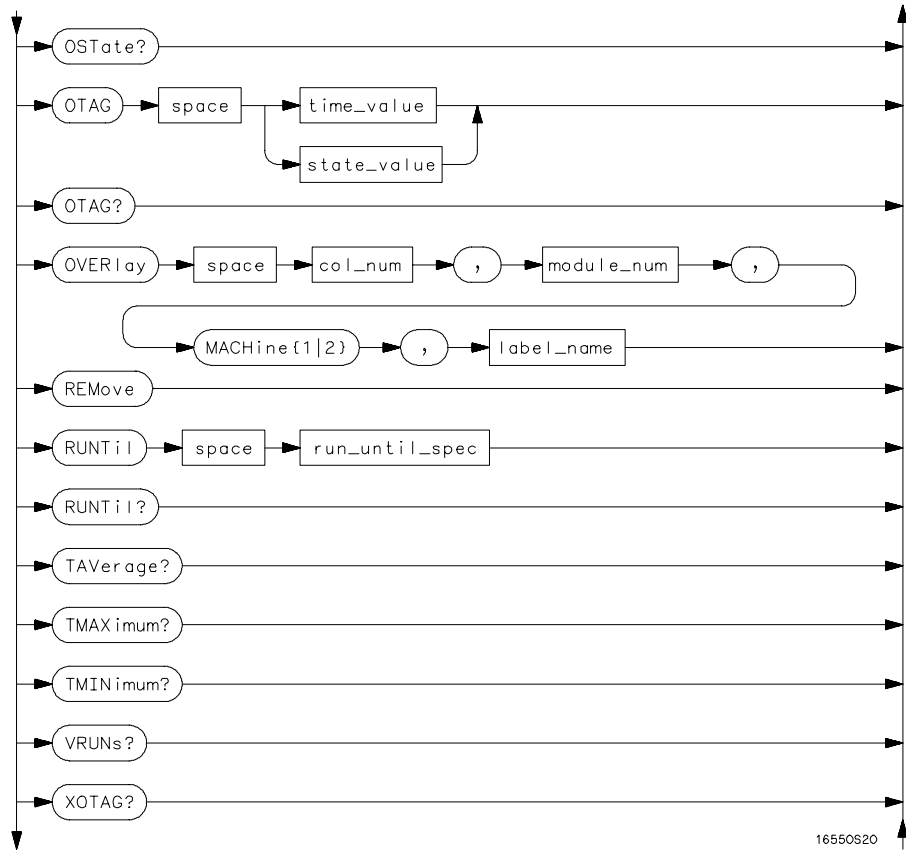 OSTate?
OTAG space time_value
state_value
OTAG?
OVERlay space col_num , module_num ,
MACHine{1|2} , label_name
REMove
RUNTil space run_until_spec
RUNTil?
TAVerage?
TMAXimum?
TMINimum?
VRUNs?
XOTAG?
16550S20